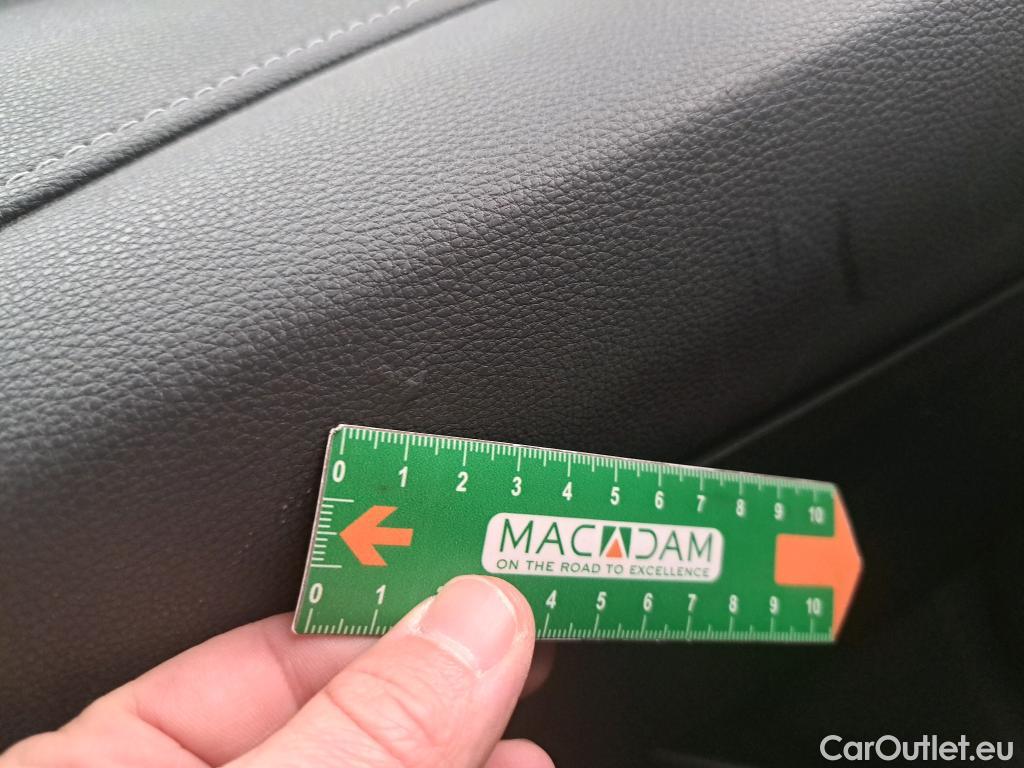 0 1 2 3 4 5 6 7 8 9 10
MACADAM
ON THE ROAD TO EXCELLENCE
0 1 4 5 6 7 8 9 10
CarOutlet.eu